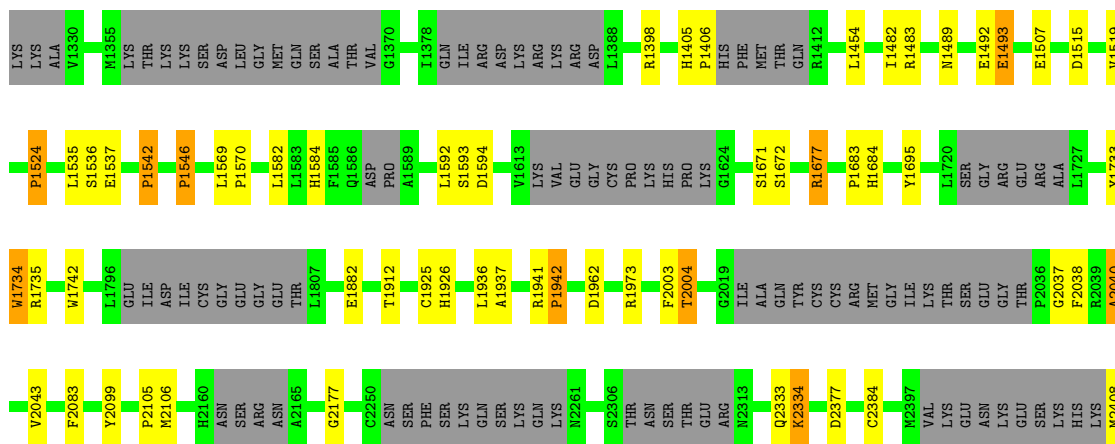 LYS LYS ALA V1330 M1355 LYS THR LYS LYS SER ASP LEU GLY MET GLN SER ALA THR VAL G1370 I1378 GLN ILE ARG ASP LYS ARG LYS ARG ASP L1388 R1398 H1405 P1406 HIS PHE MET THR GLN R1412 L1454 I1482 R1483 N1489 E1492 E1493 E1507 D1515
P1524 L1535 S1536 E1537 P1542 P1546 L1569 P1570 L1582 L1583 H1584 F1585 Q1586 ASP PRO A1589 L1592 S1593 D1594 V1613 LYS VAL GLU GLY CYS PRO LYS HIS PRO LYS G1624 S1671 S1672 R1677 P1683 H1684 Y1695 L1720 SER GLY ARG GLU ARG ALA L1727 Y1733
W1734 R1735 W1742 L1796 GLU ILE ASP ILE CYS GLY GLU GLY GLU THR L1807 E1882 T1912 C1925 H1926 L1936 A1937 R1941 P1942 D1962 R1973 F2003 T2004 G2019 ILE ALA GLN TYR CYS CYS ARG MET GLY ILE LYS THR SER GLU GLY THR P2036 G2037 F2038 R2039 A2040
V2043 F2083 Y2099 P2105 M2106 H2160 ASN SER ARG ASN A2165 G2177 C2250 ASN SER PHE SER LYS GLN SER LYS GLN LYS N2261 S2306 THR ASN SER THR GLU ARG N2313 Q2333 K2334 D2377 C2384 M2397 VAL LYS GLU ASN LYS GLU SER LYS HIS LYS